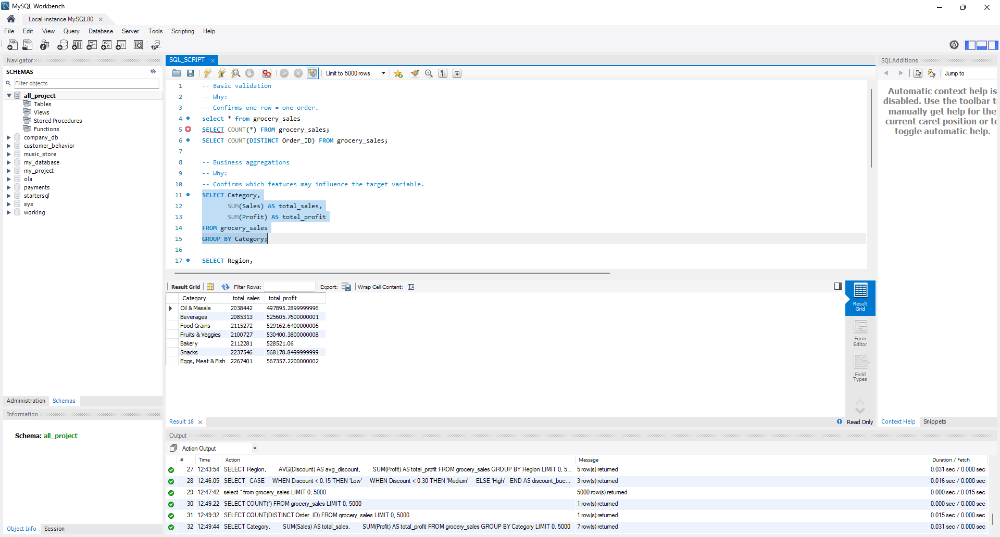 MySQL Workbench
Local instance MySQL80
File Edit View Query Database Server Tools Scripting Help
Navigator
SCHEMAS
Filter objects
all_project
Tables
Views
Stored Procedures
Functions
company_db
customer_behavior
music_store
my_database
my_project
ola
payments
startersql
sys
working
Administration Schemas
Information
Schema: all_project
Object Info Session
SQL_SCRIPT
Limit to 5000 rows
1 -- Basic validation
2 -- Why:
3 -- Confirms one row = one order.
4 select * from grocery_sales
5 SELECT COUNT(*) FROM grocery_sales;
6 SELECT COUNT(DISTINCT Order_ID) FROM grocery_sales;
7
8 -- Business aggregations
9 -- Why:
10 -- Confirms which features may influence the target variable.
11 SELECT Category,
12 SUM(Sales) AS total_sales,
13 SUM(Profit) AS total_profit
14 FROM grocery_sales
15 GROUP BY Category;
16
17 SELECT Region,
Result Grid Filter Rows: Export: Wrap Cell Content:
Category total_sales total_profit
Oil & Masala 2038442 497895.2899999996
Beverages 2085313 525605.7600000001
Food Grains 2115272 529162.6400000006
Fruits & Veggies 2100727 530400.3800000008
Bakery 2112281 528521.06
Snacks 2237546 568178.8499999999
Eggs, Meat & Fish 2267401 567357.2200000002
Result Grid
Form Editor
Field Types
Result 18
Read Only
SQLAdditions
Jump to
Automatic context help is
disabled. Use the toolbar t
manually get help for the
current caret position or to
toggle automatic help.
Context Help Snippets
Output
Action Output
# Time Action Message Duration / Fetch
27 12:43:54 SELECT Region, AVG(Discount) AS avg_discount, SUM(Profit) AS total_profit FROM grocery_sales GROUP BY Region LIMIT 0, 5... 5 row(s) returned 0.031 sec / 0.000 sec
28 12:46:05 SELECT CASE WHEN Discount < 0.15 THEN 'Low' WHEN Discount < 0.30 THEN 'Medium' ELSE 'High' END AS discount_buc... 3 row(s) returned 0.016 sec / 0.000 sec
29 12:47:42 select * from grocery_sales LIMIT 0, 5000 5000 row(s) returned 0.000 sec / 0.015 sec
30 12:49:22 SELECT COUNT(*) FROM grocery_sales LIMIT 0, 5000 1 row(s) returned 0.000 sec / 0.000 sec
31 12:49:32 SELECT COUNT(DISTINCT Order_ID) FROM grocery_sales LIMIT 0, 5000 1 row(s) returned 0.015 sec / 0.000 sec
32 12:49:44 SELECT Category, SUM(Sales) AS total_sales, SUM(Profit) AS total_profit FROM grocery_sales GROUP BY Category LIMIT 0, 5000 7 row(s) returned 0.031 sec / 0.000 sec